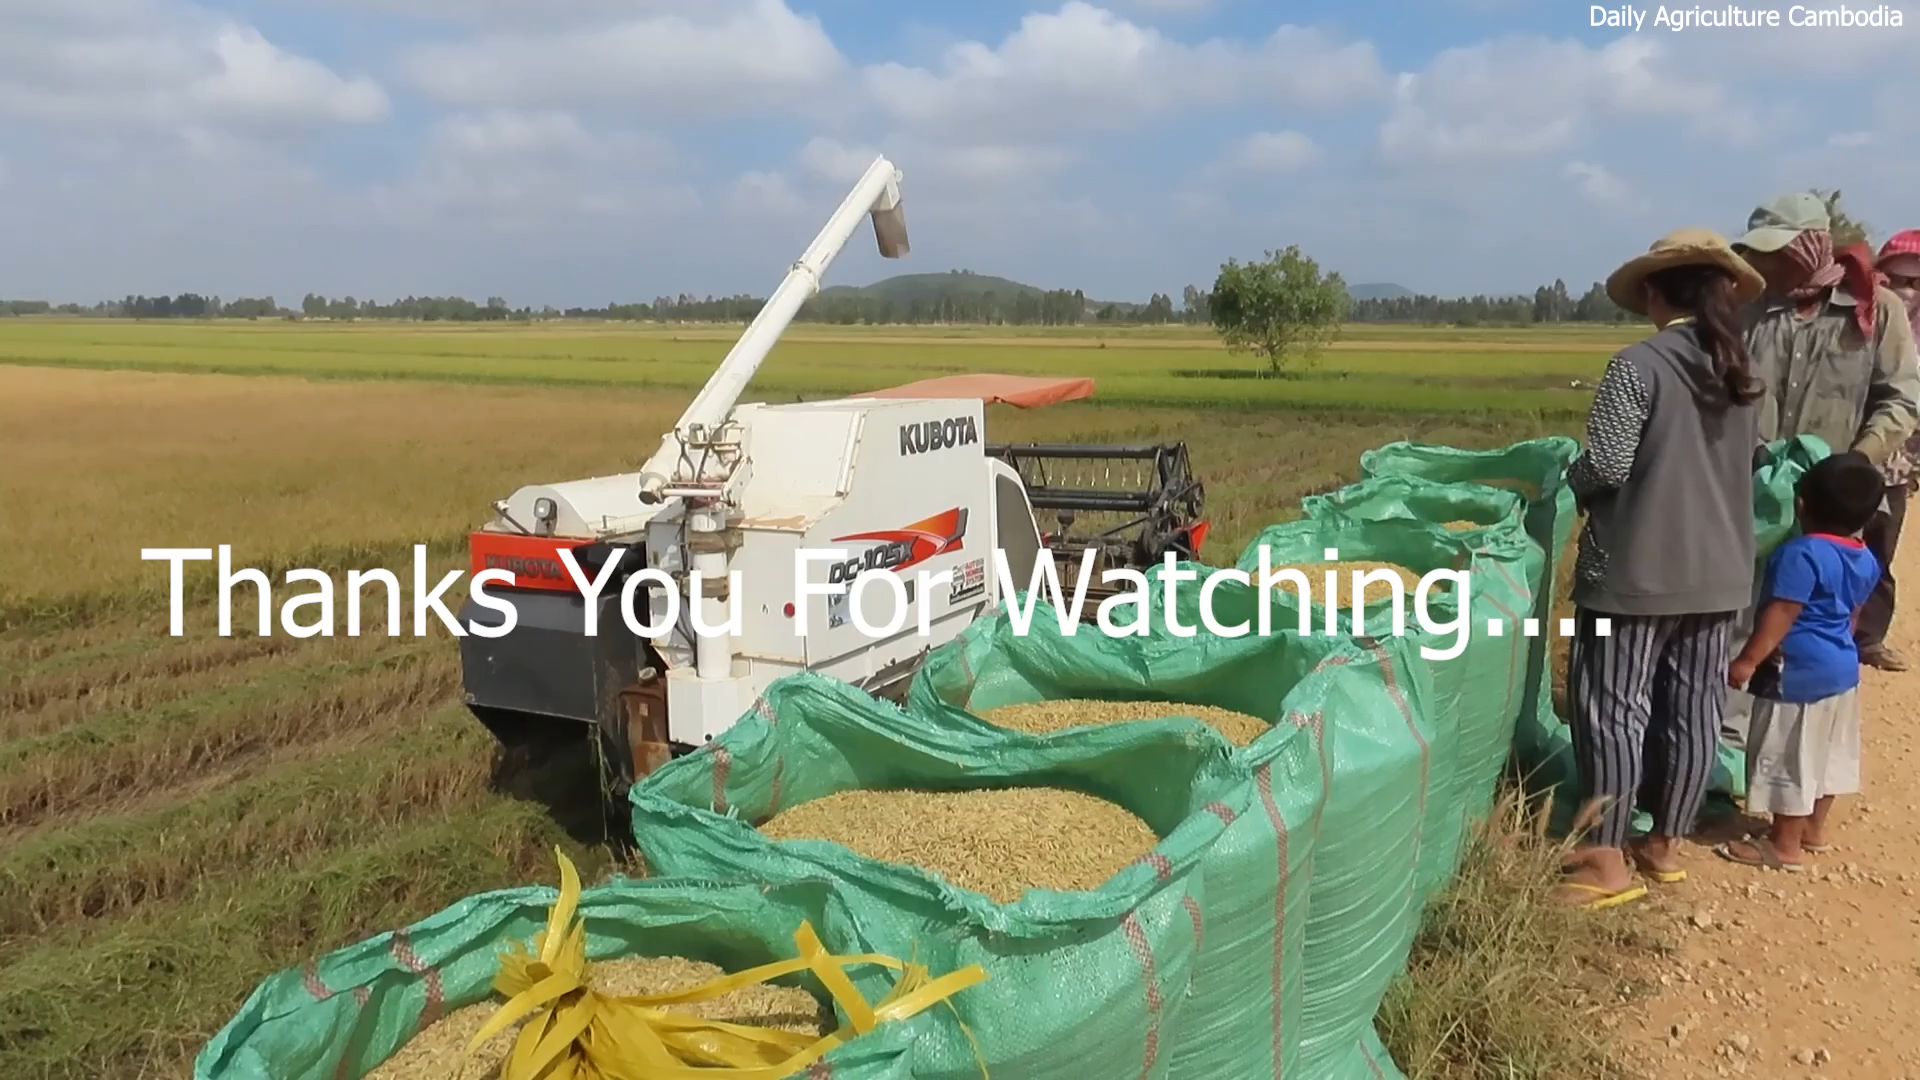 Daily Agriculture Cambodia
KUBOTA
KUBOTA
DC-105X
Thanks You For Watching....